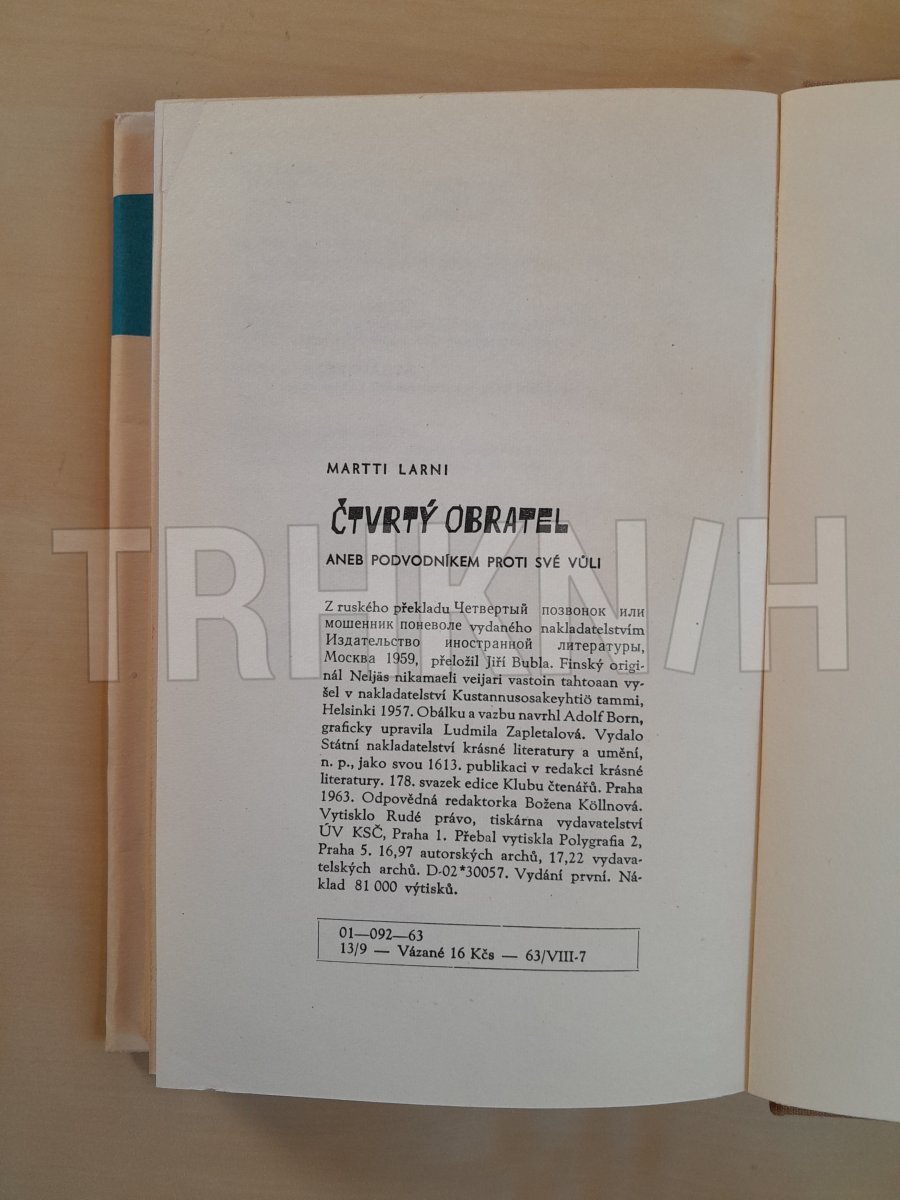 MARTTI LARNI
ČTVRTÝ OBRATEL
ANEB PODVODNÍKEM PROTI SVÉ VŮLI
Z ruského překladu Четвертый позвонок или
мошенник поневоле vydaného nakladatelstvím
Издательство иностранной литературы,
Москва 1959, přeložil Jiří Bubla. Finský origi-
nál Neljäs nikamaeli veijari vastoin tahtoaan vy-
šel v nakladatelství Kustannusosakeyhtiö tammi,
Helsinki 1957. Obálku a vazbu navrhl Adolf Born,
graficky upravila Ludmila Zapletalová. Vydalo
Státní nakladatelství krásné literatury a umění,
n. p., jako svou 1613. publikaci v redakci krásné
literatury. 178. svazek edice Klubu čtenářů. Praha
1963. Odpovědná redaktorka Božena Köllnová.
Vytisklo Rudé právo, tiskárna vydavatelství
ÚV KSČ, Praha 1. Přebal vytiskla Polygrafia 2,
Praha 5. 16,97 autorských archů, 17,22 vydava-
telských archů. D-02*30057. Vydání první. Ná-
klad 81 000 výtisků.
01—092—63
13/9 — Vázané 16 Kčs — 63/VIII-7
TRHKN/H